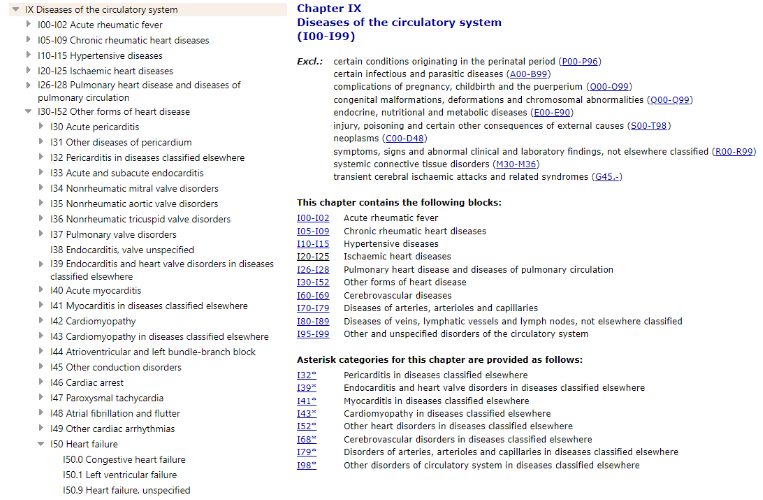 IX Diseases of the circulatory system
I00-I02 Acute rheumatic fever
I05-I09 Chronic rheumatic heart diseases
I10-I15 Hypertensive diseases
I20-I25 Ischaemic heart diseases
I26-I28 Pulmonary heart disease and diseases of
pulmonary circulation
I30-I52 Other forms of heart disease
I30 Acute pericarditis
I31 Other diseases of pericardium
I32 Pericarditis in diseases classified elsewhere
I33 Acute and subacute endocarditis
I34 Nonrheumatic mitral valve disorders
I35 Nonrheumatic aortic valve disorders
I36 Nonrheumatic tricuspid valve disorders
I37 Pulmonary valve disorders
I38 Endocarditis, valve unspecified
I39 Endocarditis and heart valve disorders in diseases
classified elsewhere
I40 Acute myocarditis
I41 Myocarditis in diseases classified elsewhere
I42 Cardiomyopathy
I43 Cardiomyopathy in diseases classified elsewhere
I44 Atrioventricular and left bundle-branch block
I45 Other conduction disorders
I46 Cardiac arrest
I47 Paroxysmal tachycardia
I48 Atrial fibrillation and flutter
I49 Other cardiac arrhythmias
I50 Heart failure
I50.0 Congestive heart failure
I50.1 Left ventricular failure
I50.9 Heart failure, unspecified
Chapter IX
Diseases of the circulatory system
(I00-I99)
Excl.: certain conditions originating in the perinatal period (P00-P96)
certain infectious and parasitic diseases (A00-B99)
complications of pregnancy, childbirth and the puerperium (O00-O99)
congenital malformations, deformations and chromosomal abnormalities (Q00-Q99)
endocrine, nutritional and metabolic diseases (E00-E90)
injury, poisoning and certain other consequences of external causes (S00-T98)
neoplasms (C00-D48)
symptoms, signs and abnormal clinical and laboratory findings, not elsewhere classified (R00-R99)
systemic connective tissue disorders (M30-M36)
transient cerebral ischaemic attacks and related syndromes (G45.-)
This chapter contains the following blocks:
I00-I02 Acute rheumatic fever
I05-I09 Chronic rheumatic heart diseases
I10-I15 Hypertensive diseases
I20-I25 Ischaemic heart diseases
I26-I28 Pulmonary heart disease and diseases of pulmonary circulation
I30-I52 Other forms of heart disease
I60-I69 Cerebrovascular diseases
I70-I79 Diseases of arteries, arterioles and capillaries
I80-I89 Diseases of veins, lymphatic vessels and lymph nodes, not elsewhere classified
I95-I99 Other and unspecified disorders of the circulatory system
Asterisk categories for this chapter are provided as follows:
I32* Pericarditis in diseases classified elsewhere
I39* Endocarditis and heart valve disorders in diseases classified elsewhere
I41* Myocarditis in diseases classified elsewhere
I43* Cardiomyopathy in diseases classified elsewhere
I52* Other heart disorders in diseases classified elsewhere
I68* Cerebrovascular disorders in diseases classified elsewhere
I79* Disorders of arteries, arterioles and capillaries in diseases classified elsewhere
I98* Other disorders of circulatory system in diseases classified elsewhere